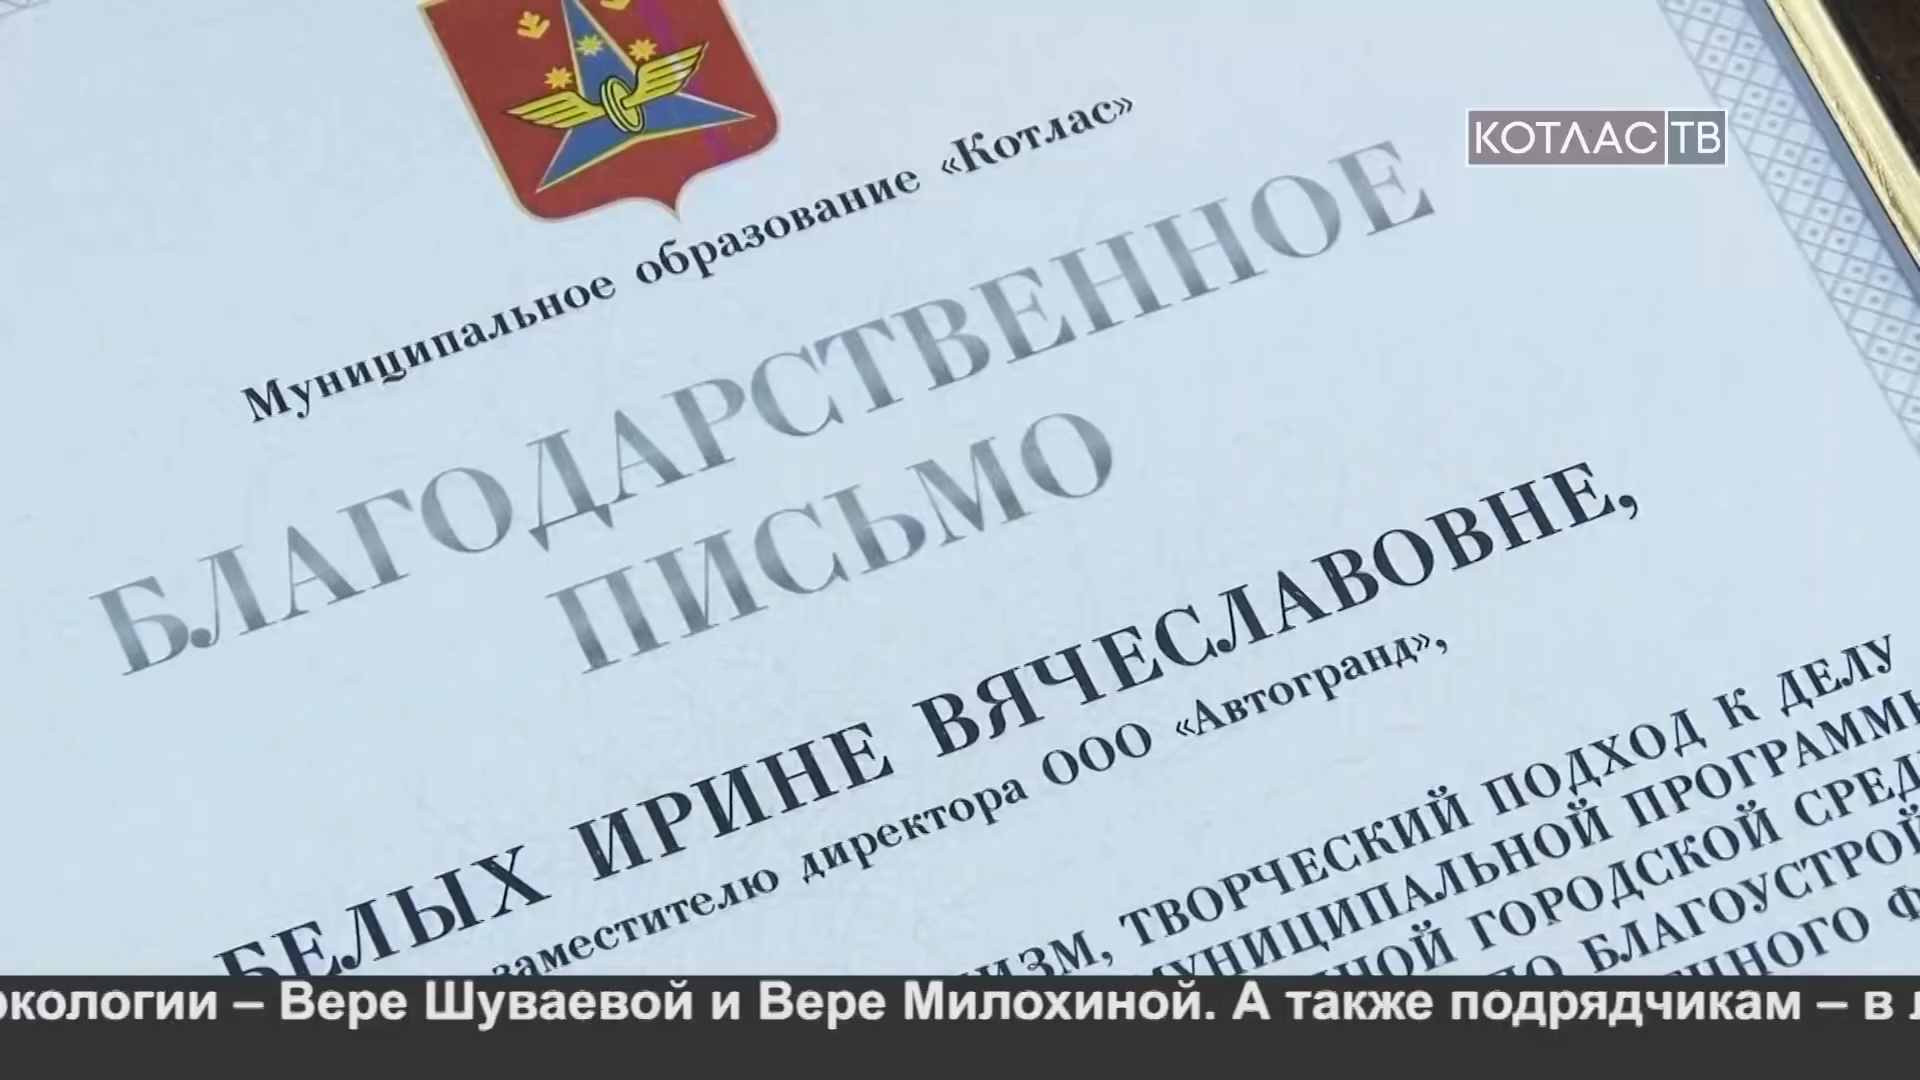 КОТЛАС ТВ
Муниципальное образование «Котлас»
БЛАГОДАРСТВЕННОЕ
ПИСЬМО
БЕЛЫХ ИРИНЕ ВЯЧЕСЛАВОВНЕ,
заместителю директора ООО «Автогранд»,
ТВОРЧЕСКИЙ ПОДХОД К ДЕЛУ
МУНИЦИПАЛЬНОЙ ПРОГРАММЫ
ГОРОДСКОЙ СРЕД
ПО БЛАГОУСТРОЙ
– Вере Шуваевой и Вере Милохиной. А также подрядчикам – в